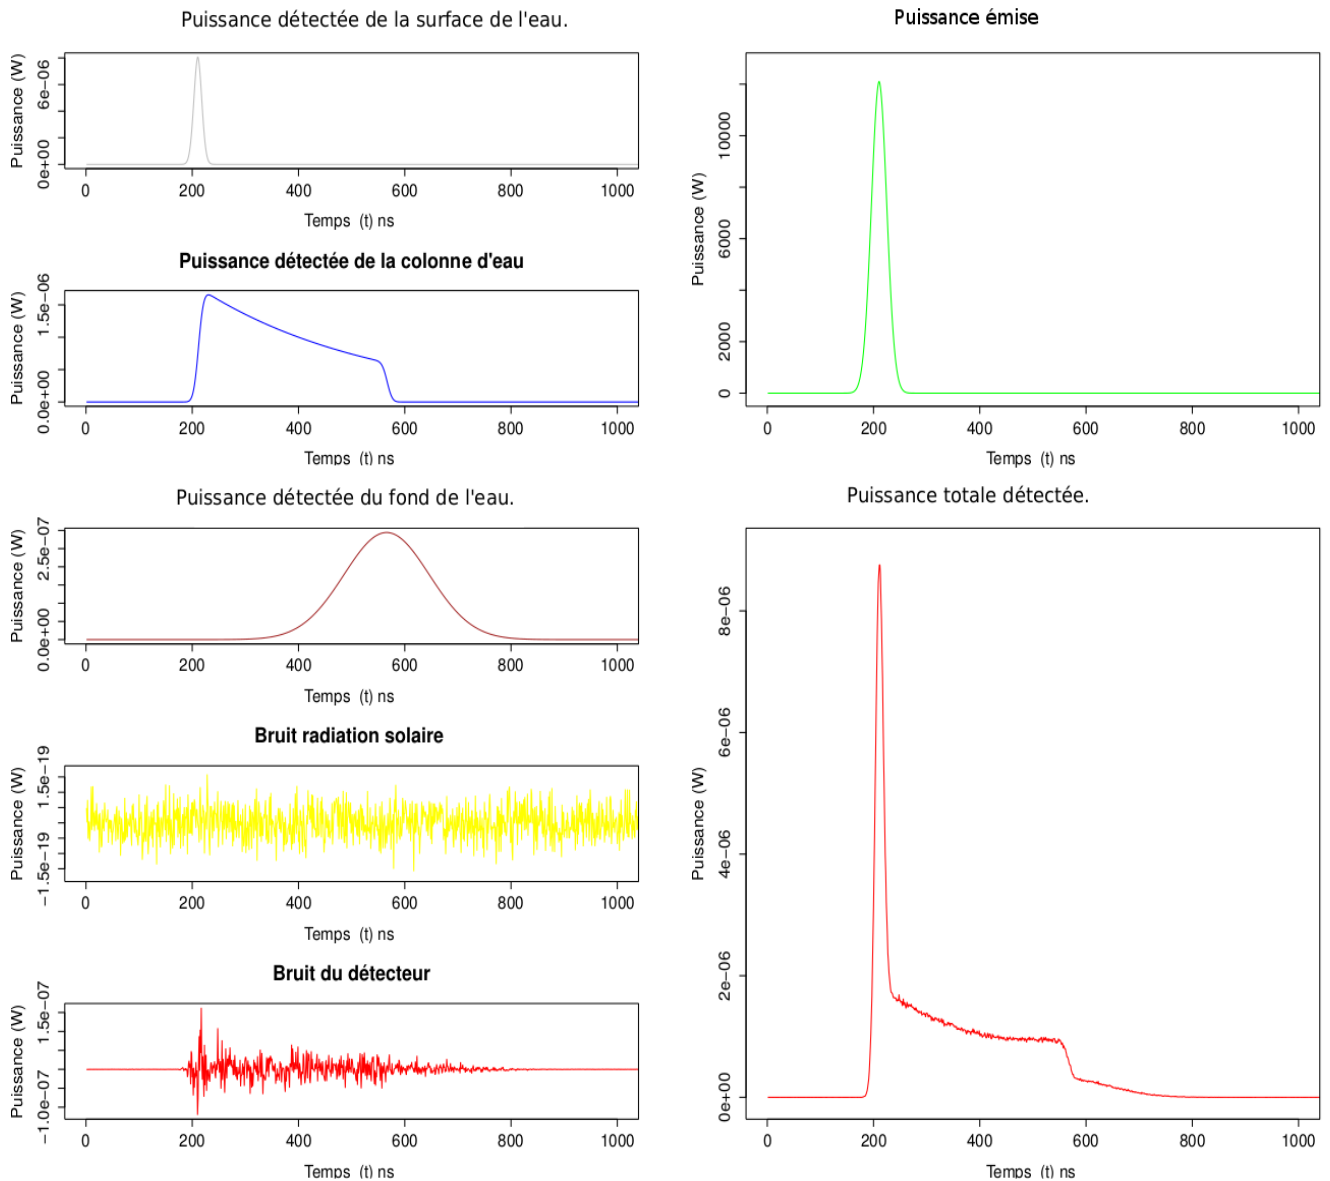 Puissance détectée de la surface de l'eau.
Puissance (W)
0e+00 6e−06
0 200 400 600 800 1000
Temps (t) ns
Puissance détectée de la colonne d'eau
Puissance (W)
0.0e+00 1.5e−06
0 200 400 600 800 1000
Temps (t) ns
Puissance détectée du fond de l'eau.
Puissance (W)
0.0e+00 2.5e−07
0 200 400 600 800 1000
Temps (t) ns
Bruit radiation solaire
Puissance (W)
−1.5e−19 1.5e−19
0 200 400 600 800 1000
Temps (t) ns
Bruit du détecteur
Puissance (W)
−1.0e−07 1.5e−07
0 200 400 600 800 1000
Temps (t) ns
Puissance émise
Puissance (W)
0 2000 6000 10000
0 200 400 600 800 1000
Temps (t) ns
Puissance totale détectée.
Puissance (W)
0e+00 2e−06 4e−06 6e−06 8e−06
0 200 400 600 800 1000
Temps (t) ns